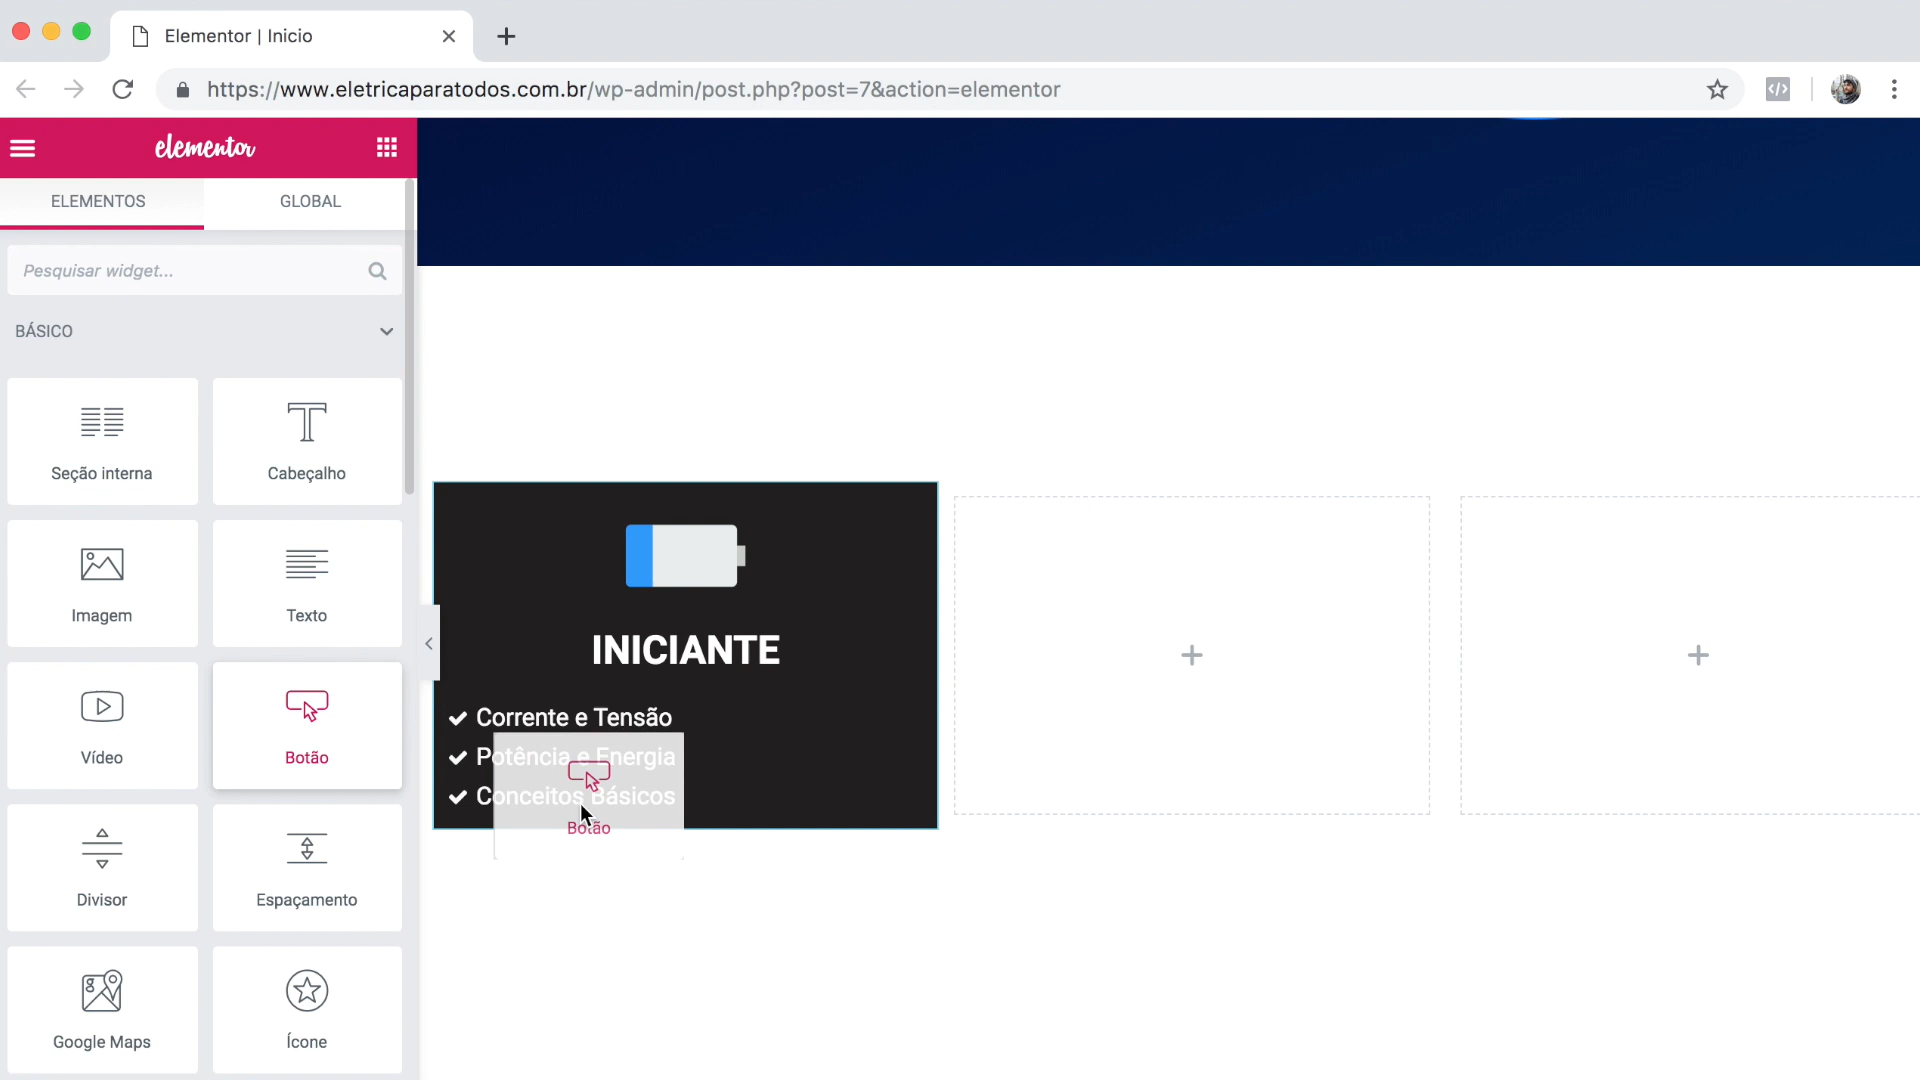 Elementor | Inicio
https://www.eletricaparatodos.com.br/wp-admin/post.php?post=7&action=elementor
elementor
ELEMENTOS
GLOBAL
Pesquisar widget...
BÁSICO
Seção interna
Cabeçalho
Imagem
Texto
Vídeo
Botão
Divisor
Espaçamento
Google Maps
Ícone
INICIANTE
Corrente e Tensão
Potência e Energia
Conceitos Básicos
Botão